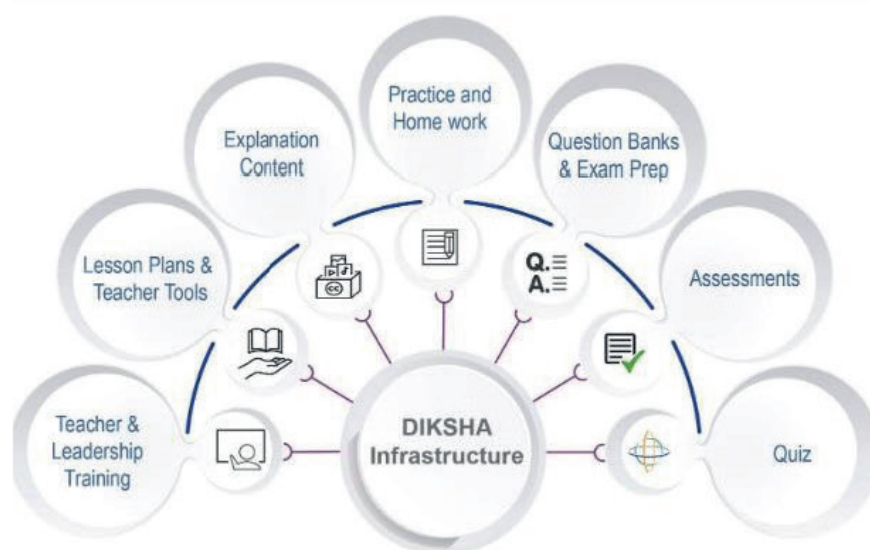 Practice and
Home work
Explanation
Content
Question Banks
& Exam Prep
Lesson Plans &
Teacher Tools
Assessments
Q.
A.
CC
Teacher &
Leadership
Training
DIKSHA
Infrastructure
Quiz